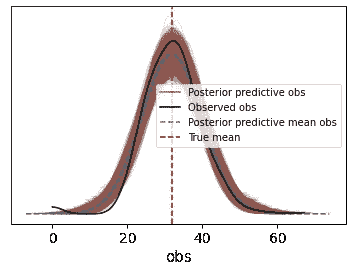 Posterior predictive obs
Observed obs
Posterior predictive mean obs
True mean
0 20 40 60
obs